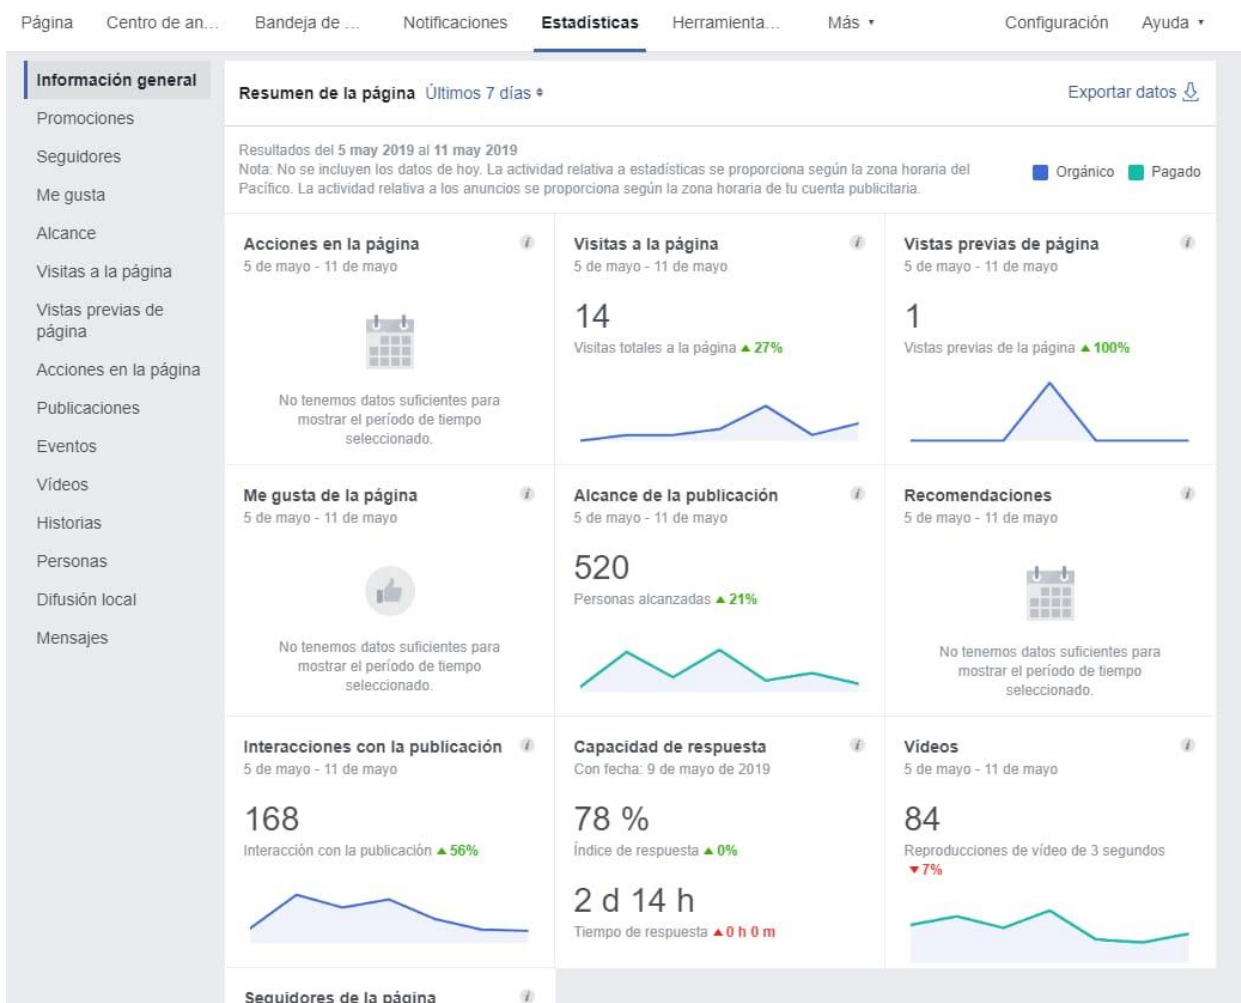 Página Centro de an... Bandeja de ... Notificaciones Estadísticas Herramienta... Más Configuración Ayuda
Información general
Promociones
Seguidores
Me gusta
Alcance
Visitas a la página
Vistas previas de
página
Acciones en la página
Publicaciones
Eventos
Vídeos
Historias
Personas
Difusión local
Mensajes
Resumen de la página Últimos 7 días
Exportar datos
Resultados del 5 may 2019 al 11 may 2019
Nota: No se incluyen los datos de hoy. La actividad relativa a estadísticas se proporciona según la zona horaria del
Pacífico. La actividad relativa a los anuncios se proporciona según la zona horaria de tu cuenta publicitaria.
Orgánico Pagado
Acciones en la página
5 de mayo - 11 de mayo
No tenemos datos suficientes para
mostrar el período de tiempo
seleccionado.
Visitas a la página
5 de mayo - 11 de mayo
14
Visitas totales a la página ▲ 27%
Vistas previas de página
5 de mayo - 11 de mayo
1
Vistas previas de la página ▲ 100%
Me gusta de la página
5 de mayo - 11 de mayo
No tenemos datos suficientes para
mostrar el período de tiempo
seleccionado.
Alcance de la publicación
5 de mayo - 11 de mayo
520
Personas alcanzadas ▲ 21%
Recomendaciones
5 de mayo - 11 de mayo
No tenemos datos suficientes para
mostrar el período de tiempo
seleccionado.
Interacciones con la publicación
5 de mayo - 11 de mayo
168
Interacción con la publicación ▲ 56%
Capacidad de respuesta
Con fecha: 9 de mayo de 2019
78 %
Índice de respuesta ▲ 0%
2 d 14 h
Tiempo de respuesta ▲ 0 h 0 m
Vídeos
5 de mayo - 11 de mayo
84
Reproducciones de vídeo de 3 segundos
▼ 7%
Seguidores de la página